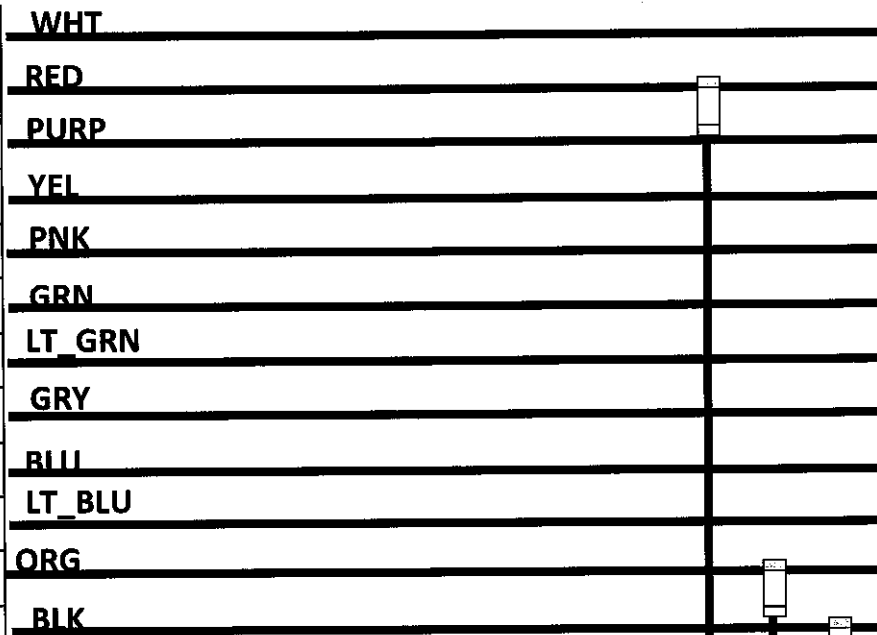 WHT
RED
PURP
YEL
PNK
GRN
LT_GRN
GRY
BLU
LT_BLU
ORG
BLK